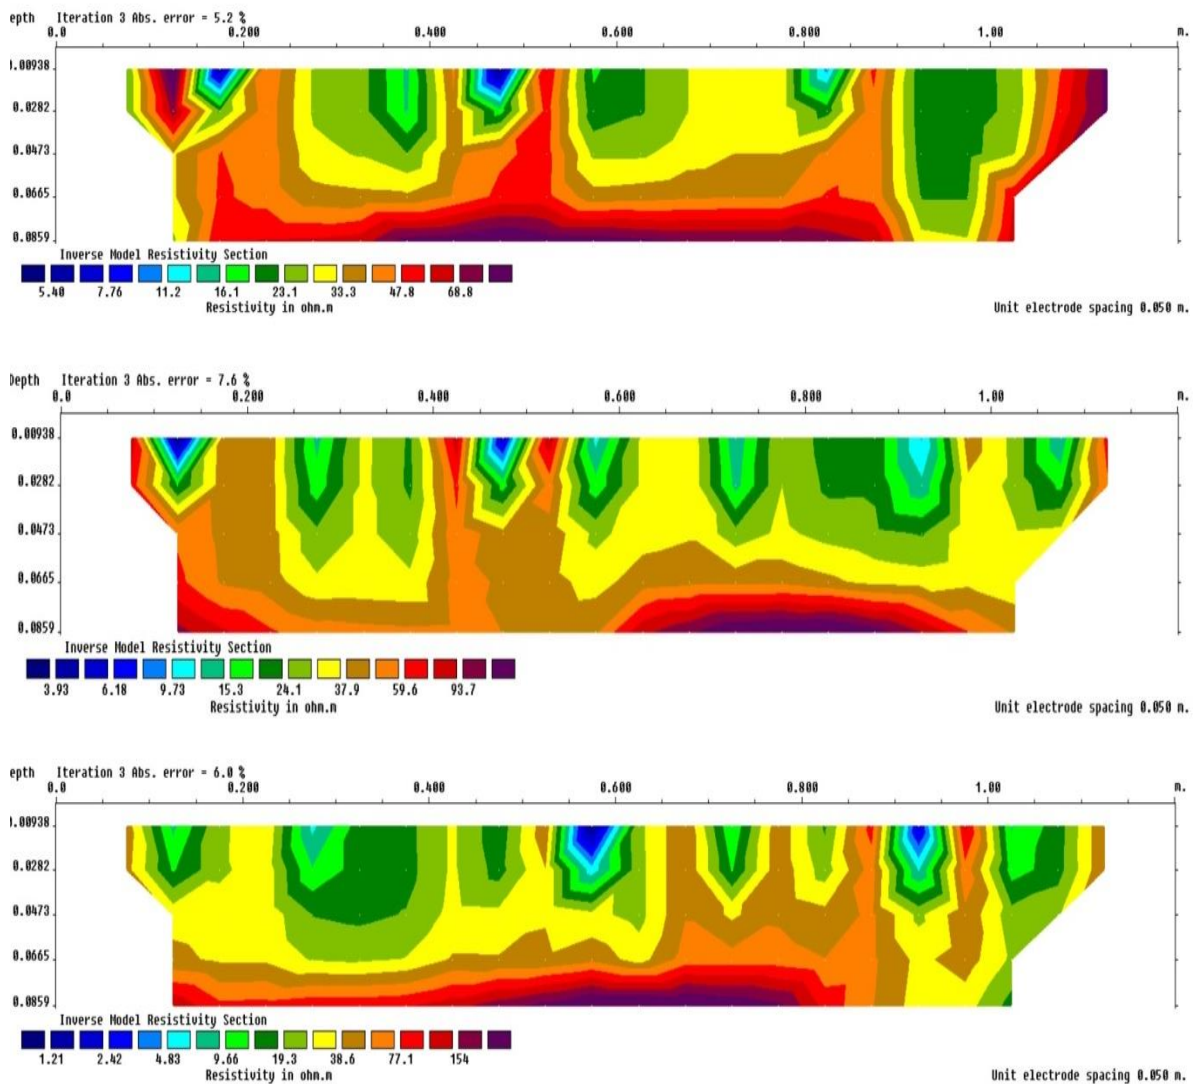 epth Iteration 3 Abs. error = 5.2 %
0.0 0.200 0.400 0.600 0.800 1.00 m.
0.00938
0.0282
0.0473
0.0665
0.0859
Inverse Model Resistivity Section
5.40 7.76 11.2 16.1 23.1 33.3 47.8 68.8
Resistivity in ohm.m Unit electrode spacing 0.050 m.
Depth Iteration 3 Abs. error = 7.6 %
0.0 0.200 0.400 0.600 0.800 1.00 m.
0.00938
0.0282
0.0473
0.0665
0.0859
Inverse Model Resistivity Section
3.93 6.18 9.73 15.3 24.1 37.9 59.6 93.7
Resistivity in ohm.m Unit electrode spacing 0.050 m.
epth Iteration 3 Abs. error = 6.0 %
0.0 0.200 0.400 0.600 0.800 1.00 m.
0.00938
0.0282
0.0473
0.0665
0.0859
Inverse Model Resistivity Section
1.21 2.42 4.83 9.66 19.3 38.6 77.1 154
Resistivity in ohm.m Unit electrode spacing 0.050 m.